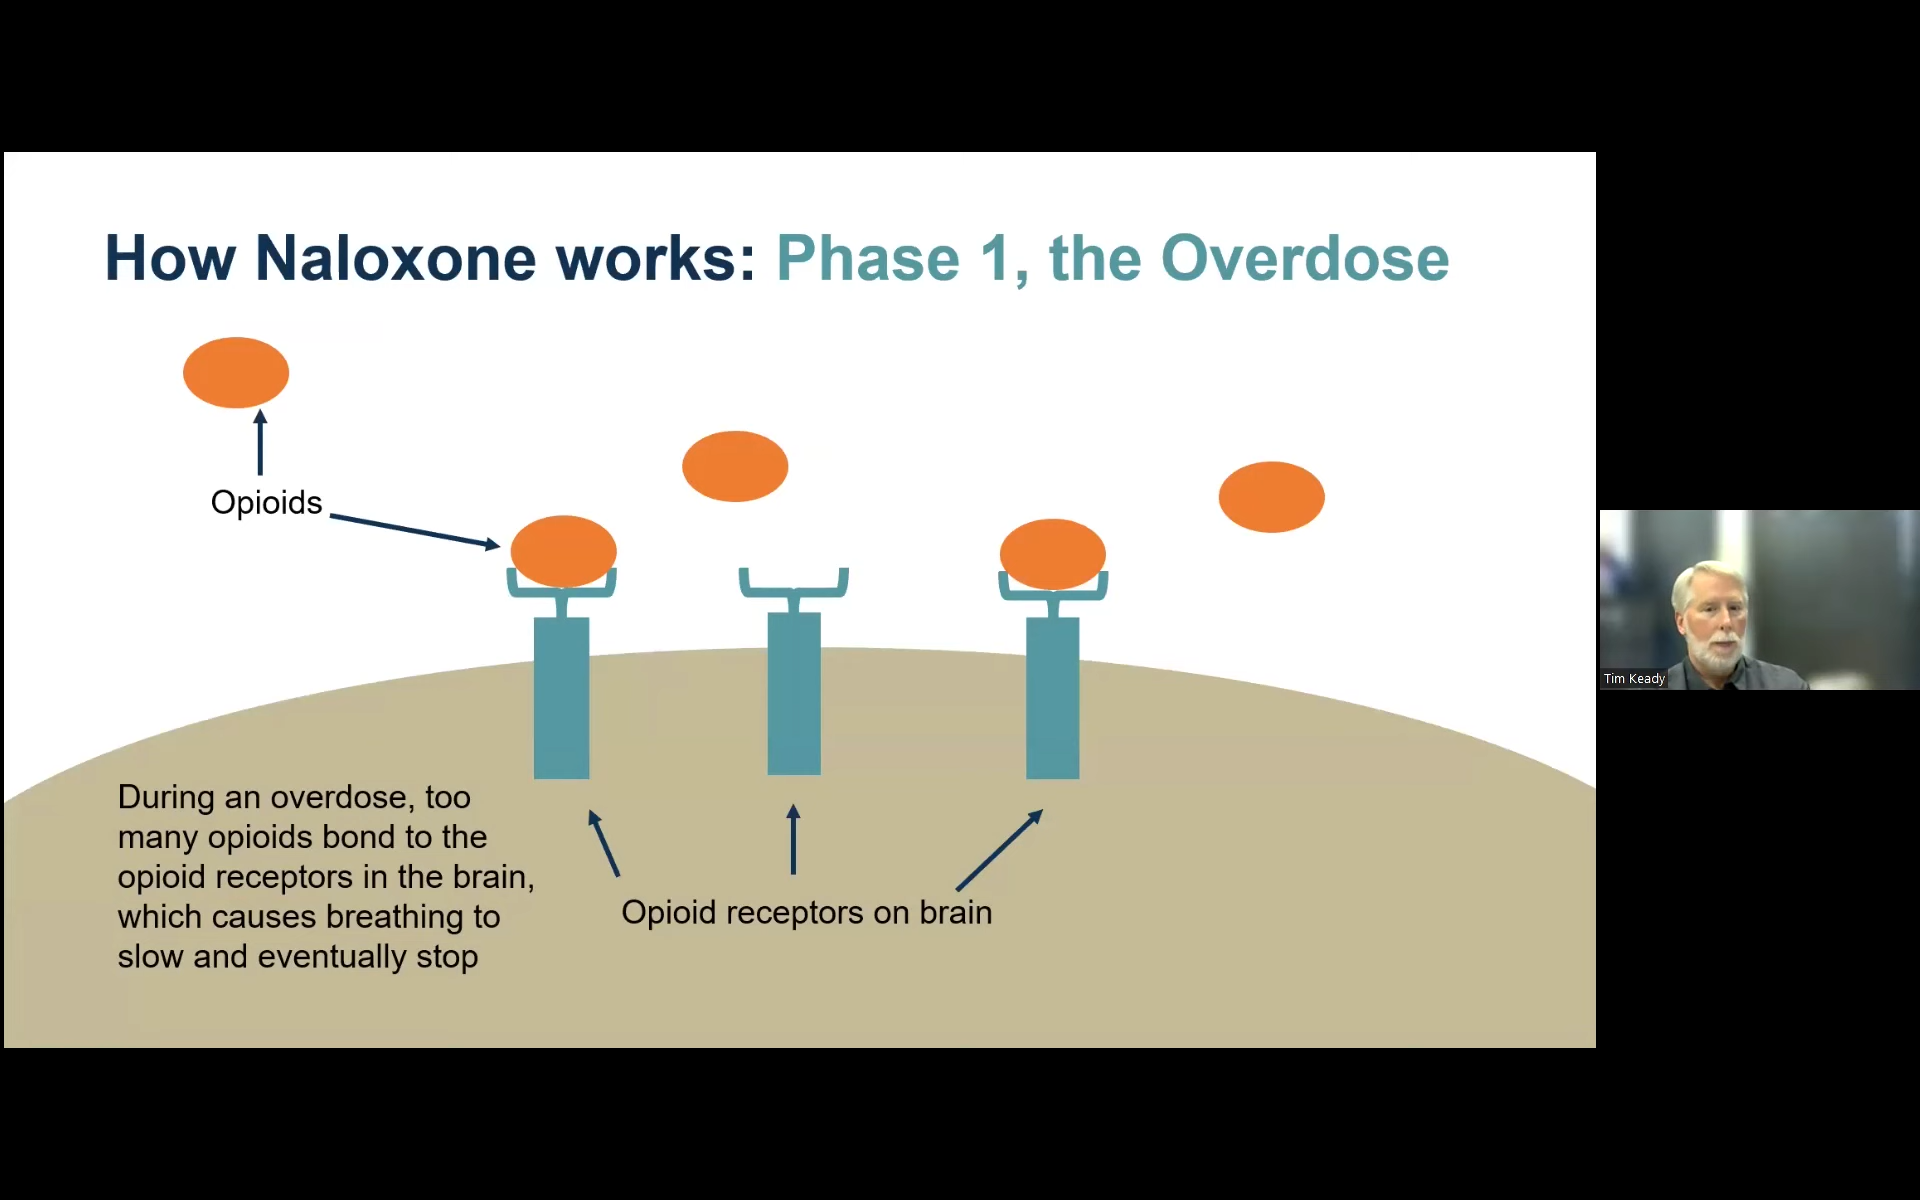 How Naloxone works: Phase 1, the Overdose
Opioids
During an overdose, too
many opioids bond to the
opioid receptors in the brain,
which causes breathing to
slow and eventually stop
Opioid receptors on brain
Tim Keady